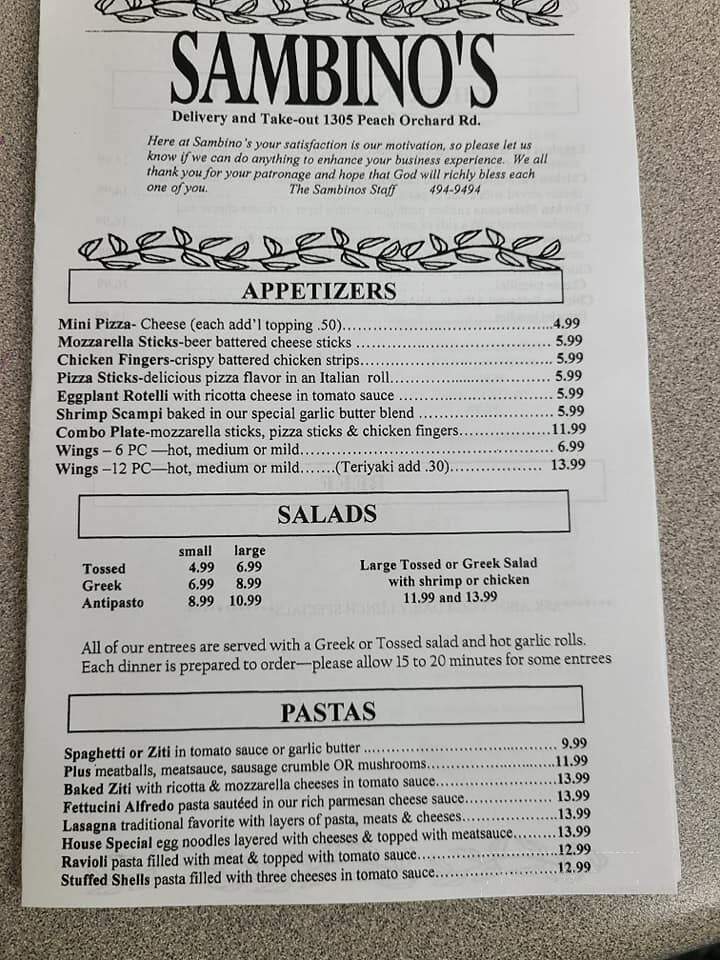 SAMBINO'S
Delivery and Take-out 1305 Peach Orchard Rd.
Here at Sambino's your satisfaction is our motivation, so please let us
know if we can do anything to enhance your business experience. We all
thank you for your patronage and hope that God will richly bless each
one of you. The Sambinos Staff 494-9494
APPETIZERS
Mini Pizza- Cheese (each add'l topping .50)..................................................4.99
Mozzarella Sticks-beer battered cheese sticks ........................................ 5.99
Chicken Fingers-crispy battered chicken strips........................................ 5.99
Pizza Sticks-delicious pizza flavor in an Italian roll................................... 5.99
Eggplant Rotelli with ricotta cheese in tomato sauce ............................... 5.99
Shrimp Scampi baked in our special garlic butter blend ........................... 5.99
Combo Plate-mozzarella sticks, pizza sticks & chicken fingers....................11.99
Wings – 6 PC —hot, medium or mild.................................................... 6.99
Wings –12 PC—hot, medium or mild.......(Teriyaki add .30)................... 13.99
SALADS
small large
Tossed 4.99 6.99
Greek 6.99 8.99
Antipasto 8.99 10.99
Large Tossed or Greek Salad
with shrimp or chicken
11.99 and 13.99
All of our entrees are served with a Greek or Tossed salad and hot garlic rolls.
Each dinner is prepared to order—please allow 15 to 20 minutes for some entrees
PASTAS
Spaghetti or Ziti in tomato sauce or garlic butter ........................................ 9.99
Plus meatballs, meatsauce, sausage crumble OR mushrooms...........................11.99
Baked Ziti with ricotta & mozzarella cheeses in tomato sauce.........................13.99
Fettucini Alfredo pasta sautéed in our rich parmesan cheese sauce.................. 13.99
Lasagna traditional favorite with layers of pasta, meats & cheeses...................13.99
House Special egg noodles layered with cheeses & topped with meatsauce.........13.99
Ravioli pasta filled with meat & topped with tomato sauce............................12.99
Stuffed Shells pasta filled with three cheeses in tomato sauce.........................12.99